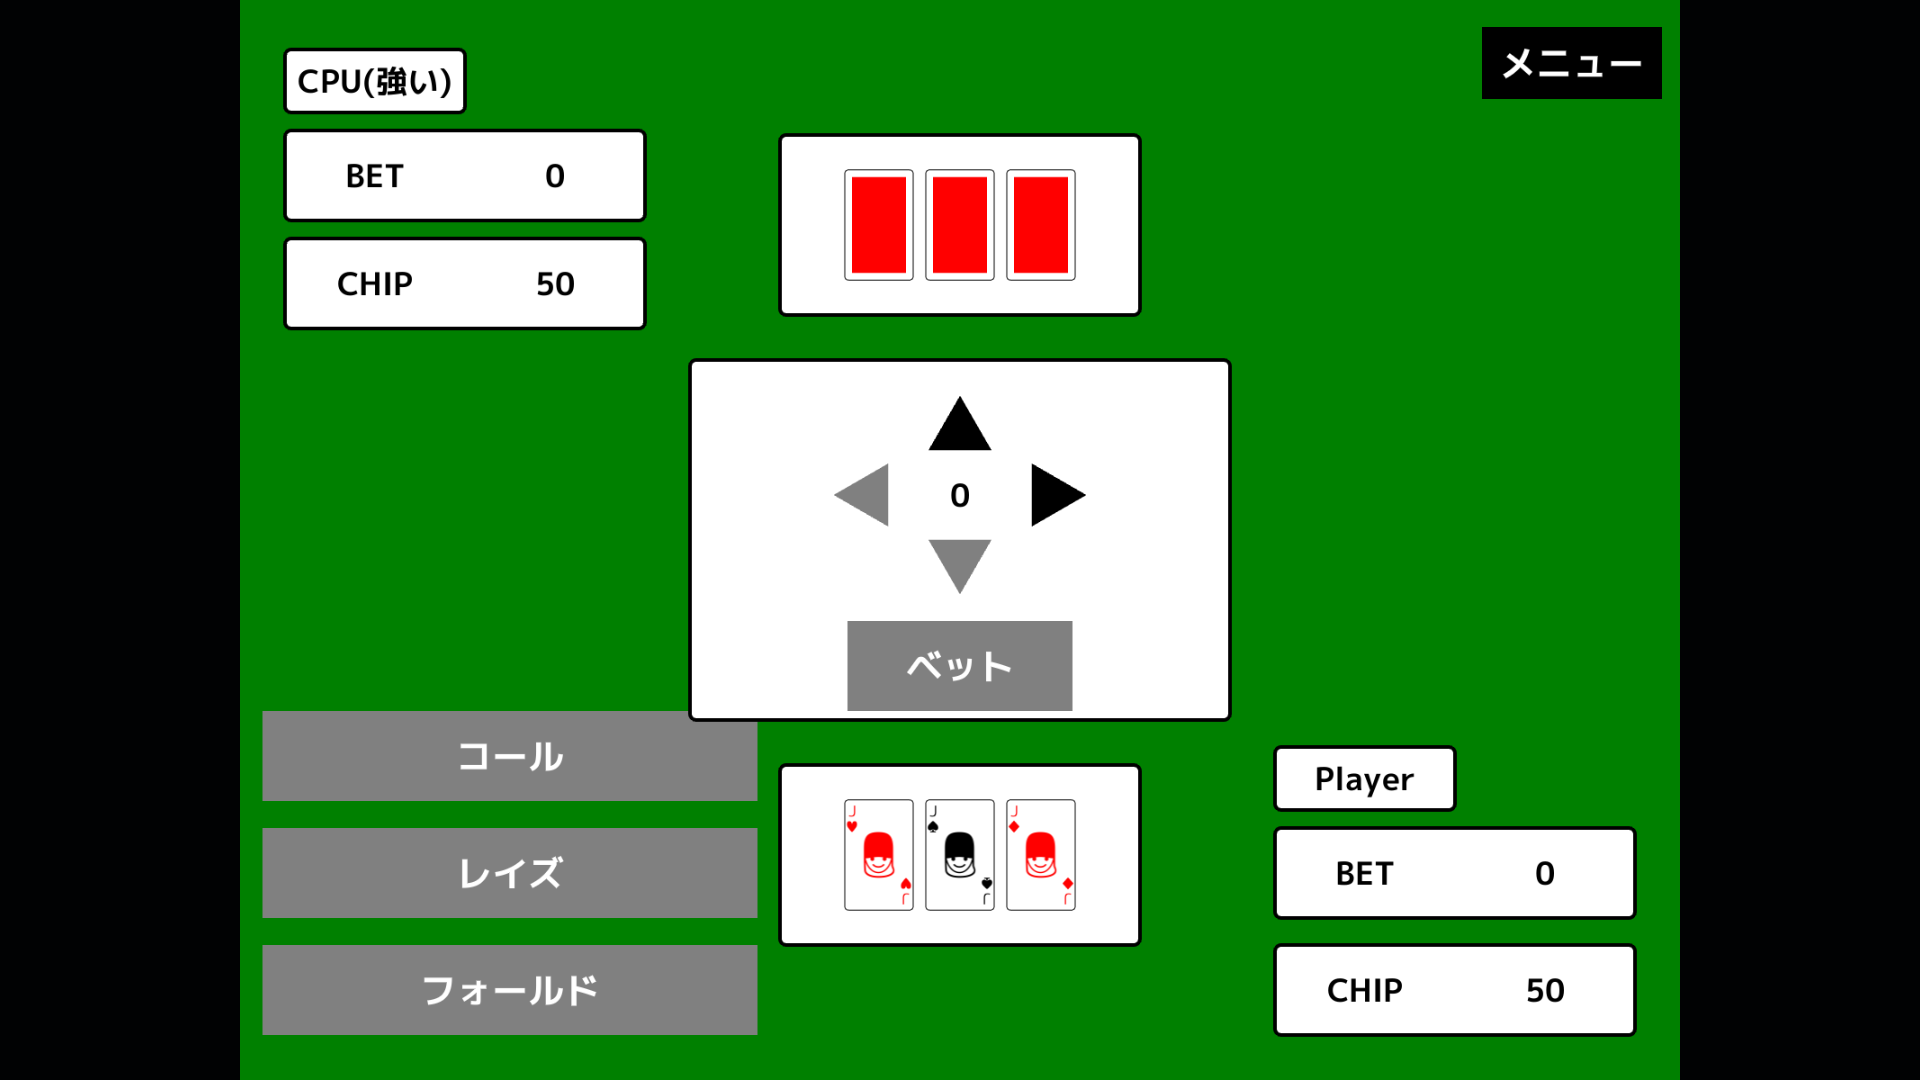 CPU(強い)
メニュー
BET 0
CHIP 50
0
ベット
コール
レイズ
フォールド
J J J
J J J
Player
BET 0
CHIP 50